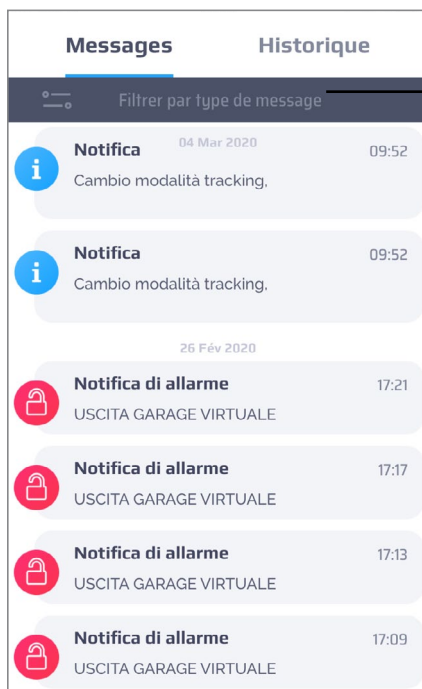 Messages Historique
Filtrer par type de message
04 Mar 2020
Notifica 09:52
Cambio modalità tracking,
Notifica 09:52
Cambio modalità tracking,
26 Fév 2020
Notifica di allarme 17:21
USCITA GARAGE VIRTUALE
Notifica di allarme 17:17
USCITA GARAGE VIRTUALE
Notifica di allarme 17:13
USCITA GARAGE VIRTUALE
Notifica di allarme 17:09
USCITA GARAGE VIRTUALE